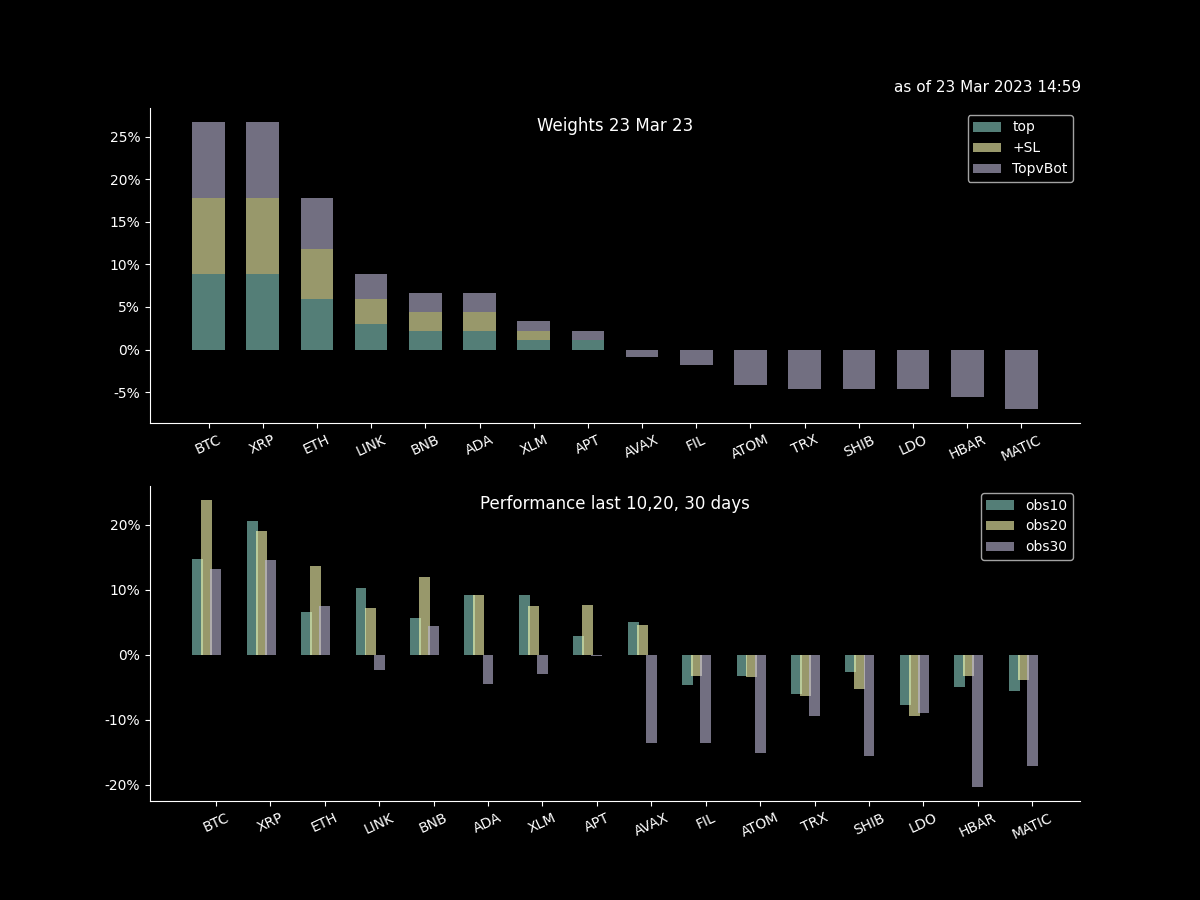 as of 23 Mar 2023 14:59
Weights 23 Mar 23
top
+SL
TopvBot
25%
20%
15%
10%
5%
0%
-5%
BTC XRP ETH LINK BNB ADA XLM APT AVAX FIL ATOM TRX SHIB LDO HBAR MATIC
Performance last 10,20, 30 days
obs10
obs20
obs30
20%
10%
0%
-10%
-20%
BTC XRP ETH LINK BNB ADA XLM APT AVAX FIL ATOM TRX SHIB LDO HBAR MATIC